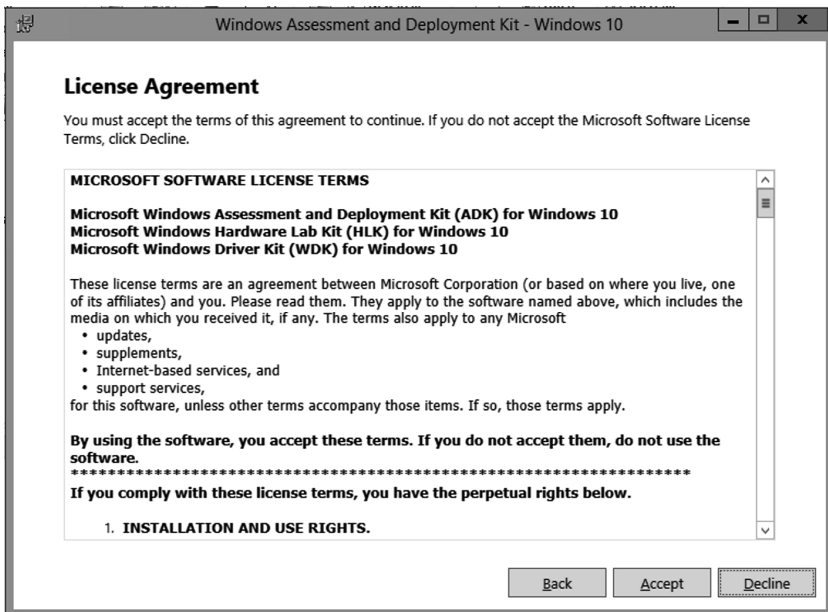 Windows Assessment and Deployment Kit - Windows 10
License Agreement
You must accept the terms of this agreement to continue. If you do not accept the Microsoft Software License
Terms, click Decline.
MICROSOFT SOFTWARE LICENSE TERMS
Microsoft Windows Assessment and Deployment Kit (ADK) for Windows 10
Microsoft Windows Hardware Lab Kit (HLK) for Windows 10
Microsoft Windows Driver Kit (WDK) for Windows 10
These license terms are an agreement between Microsoft Corporation (or based on where you live, one
of its affiliates) and you. Please read them. They apply to the software named above, which includes the
media on which you received it, if any. The terms also apply to any Microsoft
• updates,
• supplements,
• Internet-based services, and
• support services,
for this software, unless other terms accompany those items. If so, those terms apply.
By using the software, you accept these terms. If you do not accept them, do not use the
software.
*******************************************************************
If you comply with these license terms, you have the perpetual rights below.
1. INSTALLATION AND USE RIGHTS.
Back Accept Decline